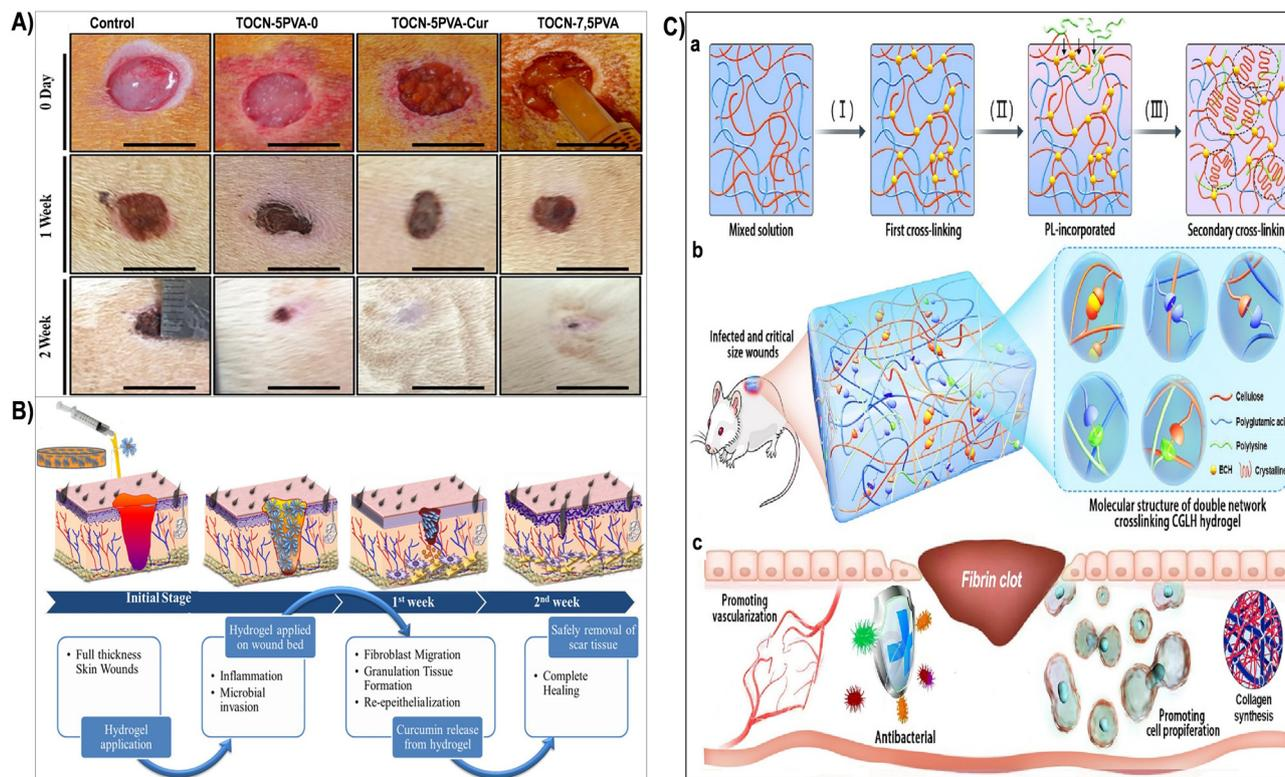 A)
Control
TOCN-5PVA-0
TOCN-5PVA-Cur
TOCN-7,5PVA
0 Day
1 Week
2 Week
B)
Initial Stage
1st week
2nd week
• Full thickness
Skin Wounds
Hydrogel
application
Hydrogel applied
on wound bed
• Inflammation
• Microbial
invasion
• Fibroblast Migration
• Granulation Tissue
Formation
• Re-epeithelialization
Curcumin release
from hydrogel
Safely removal of
scar tissue
• Complete
Healing
C)
a
(I)
(II)
(III)
Mixed solution
First cross-linking
PL-incorporated
Secondary cross-linkin
b
Infected and critical
size wounds
Cellulose
Polyglutamic acid
Polylysine
ECH
Crystalline
Molecular structure of double network
crosslinking CGLH hydrogel
c
Promoting
vascularization
Fibrin clot
Antibacterial
Promoting
cell propiferation
Collagen
synthesis